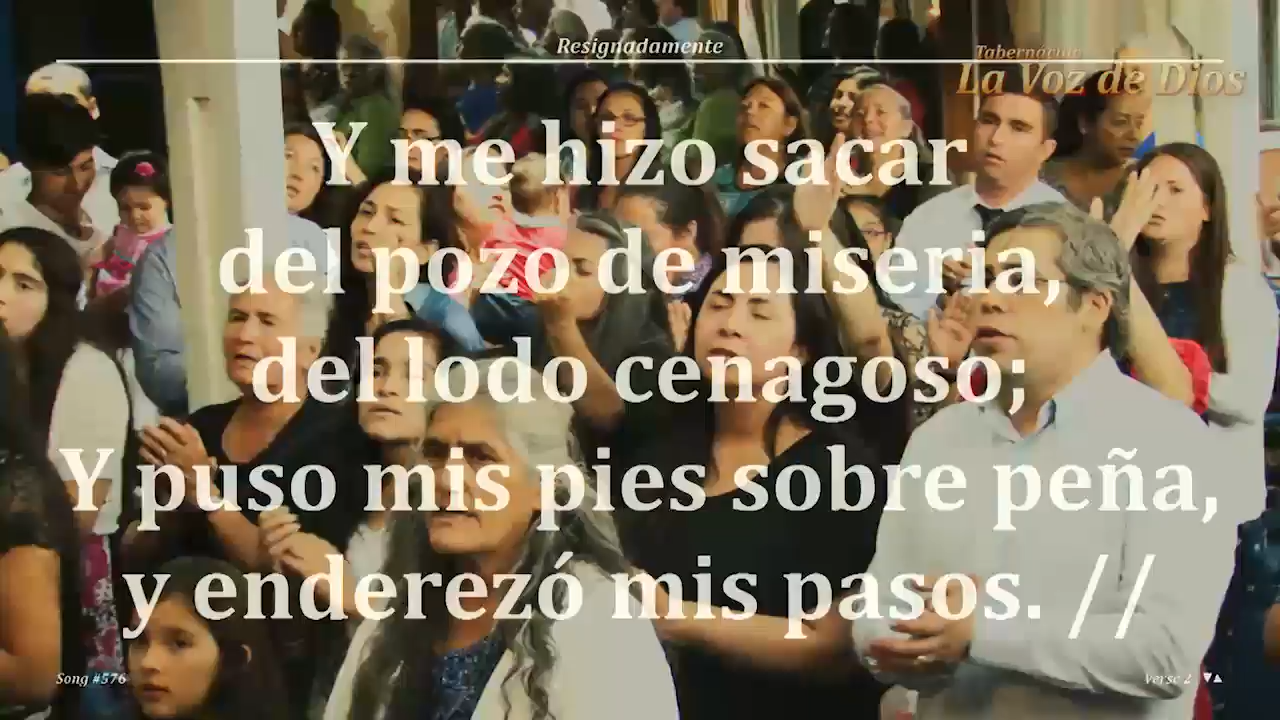 Resignadamente
Tabernáculo
La Voz de Dios
Y me hizo sacar
del pozo de miseria,
del lodo cenagoso;
Y puso mis pies sobre peña,
y enderezó mis pasos. //
Song #576
Verse 2 ▼▲